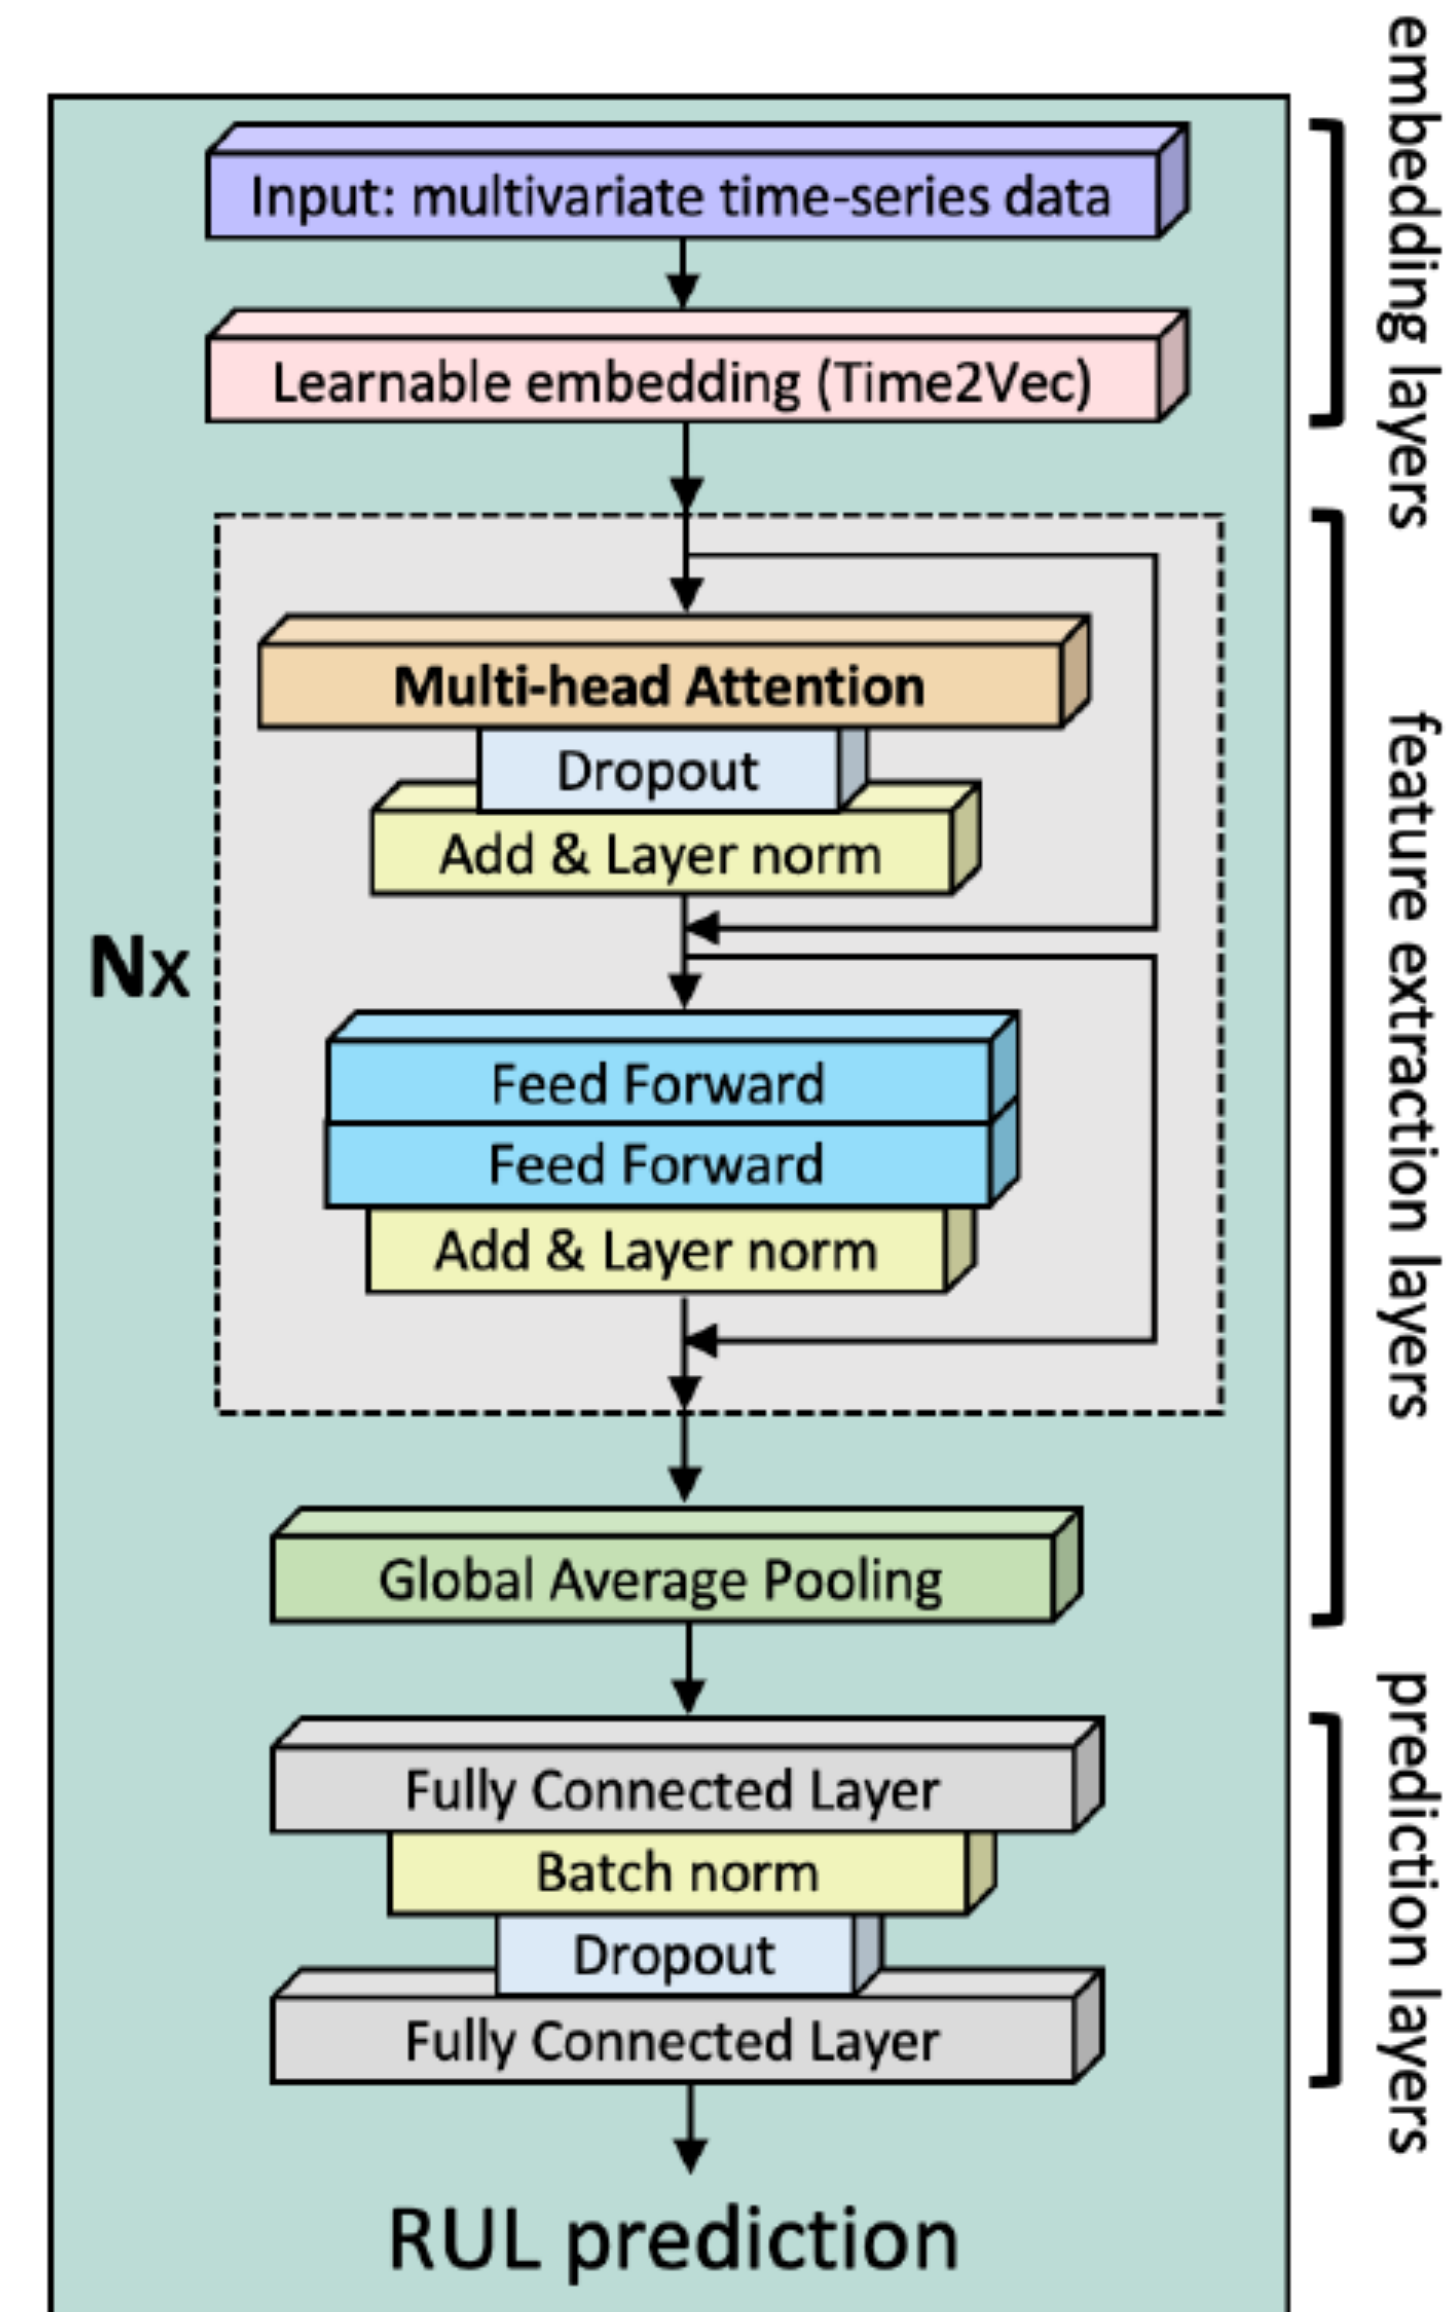 Input: multivariate time-series data
Learnable embedding (Time2Vec)
embedding layers
Multi-head Attention
Dropout
Add & Layer norm
Nx
Feed Forward
Feed Forward
Add & Layer norm
Global Average Pooling
feature extraction layers
Fully Connected Layer
Batch norm
Dropout
Fully Connected Layer
prediction layers
RUL prediction